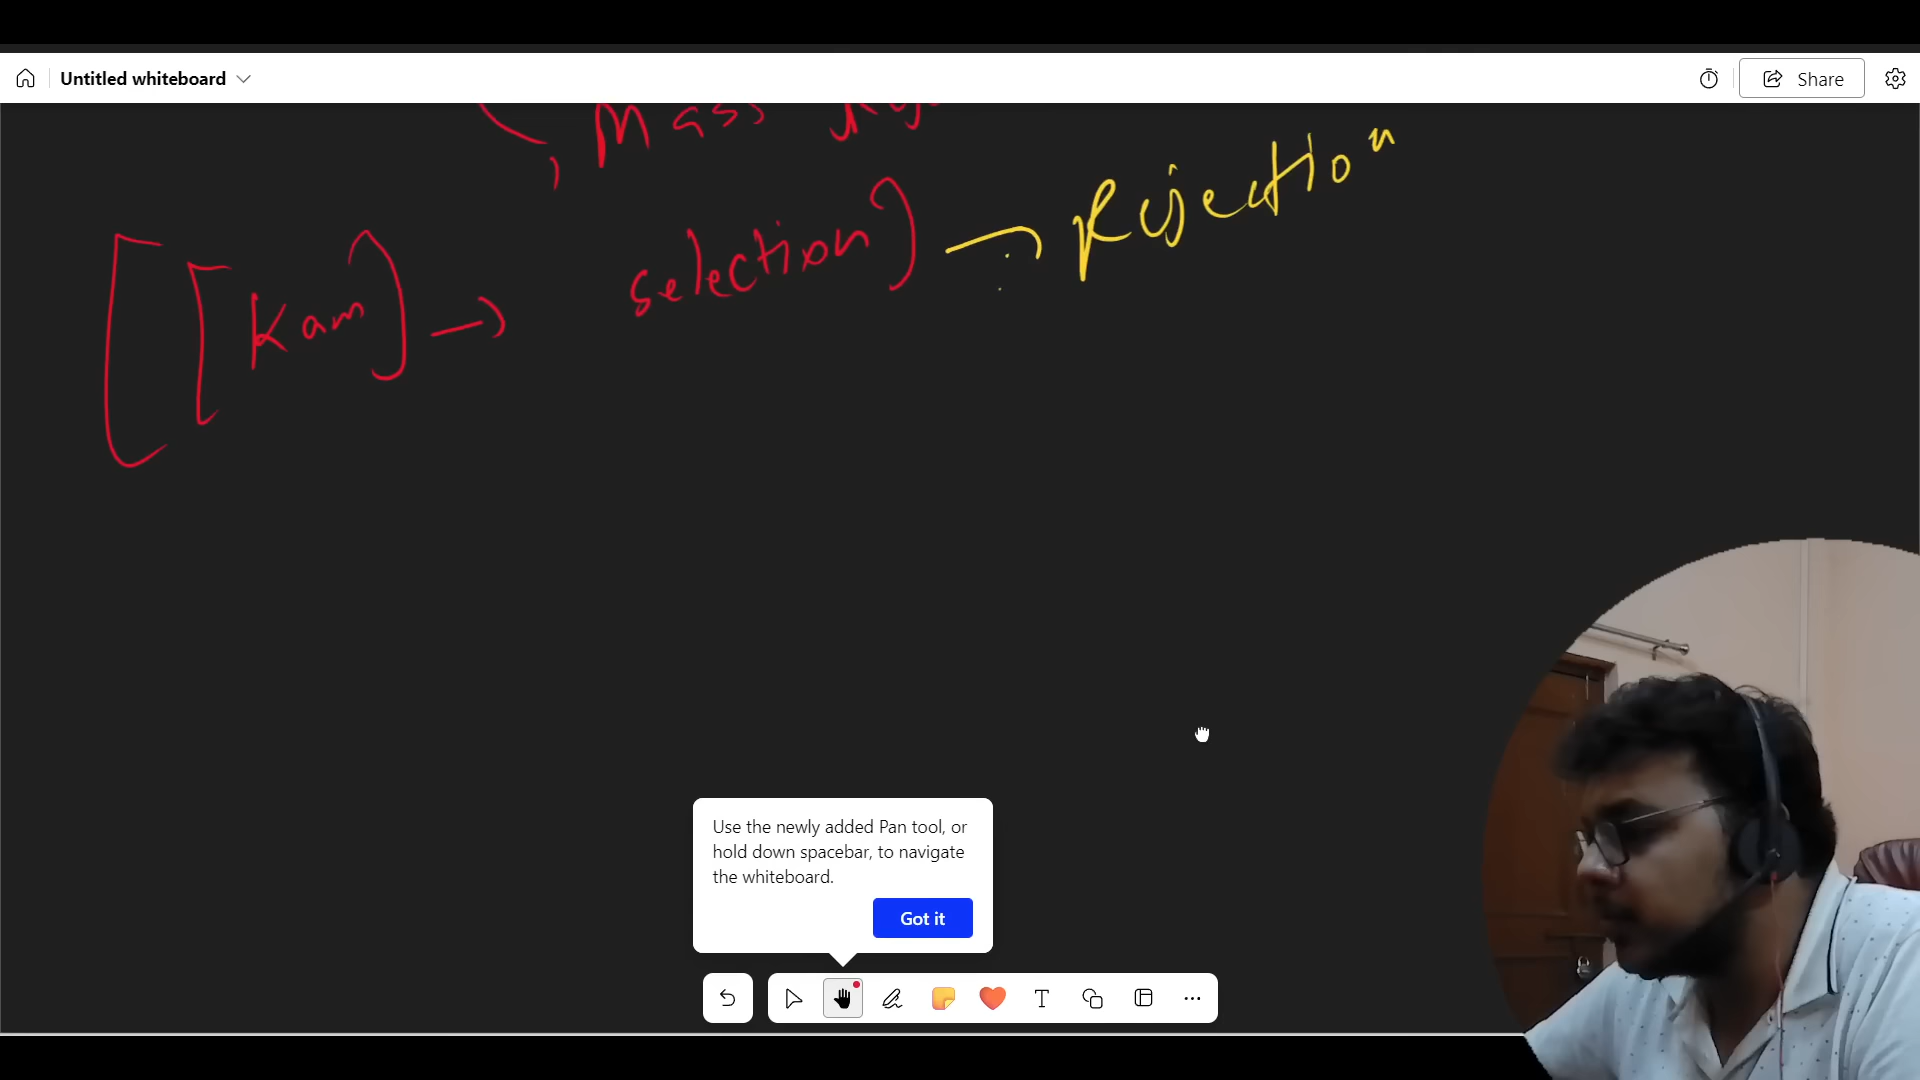 Untitled whiteboard
Share
Mass
Rejection
[[Kam] → selection] →
Use the newly added Pan tool, or
hold down spacebar, to navigate
the whiteboard.
Got it
T